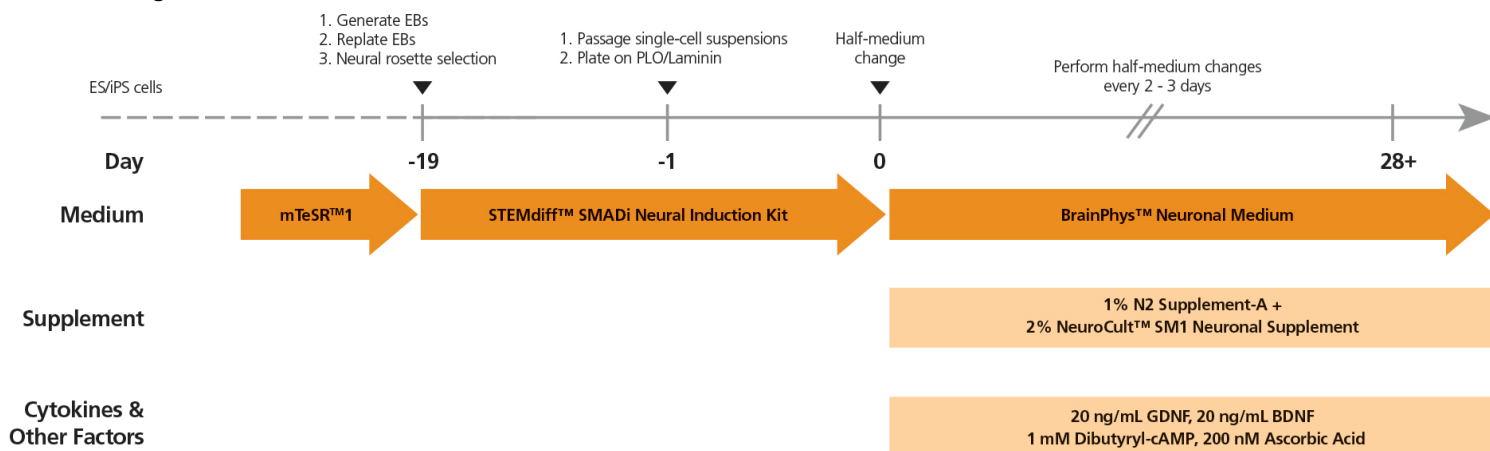 1. Generate EBs
2. Replate EBs
3. Neural rosette selection
1. Passage single-cell suspensions
2. Plate on PLO/Laminin
Half-medium
change
Perform half-medium changes
every 2 - 3 days
ES/iPS cells
Day
-19
-1
0
28+
Medium
mTeSR™1
STEMdiff™ SMADi Neural Induction Kit
BrainPhys™ Neuronal Medium
Supplement
1% N2 Supplement-A +
2% NeuroCult™ SM1 Neuronal Supplement
Cytokines &
Other Factors
20 ng/mL GDNF, 20 ng/mL BDNF
1 mM Dibutyryl-cAMP, 200 nM Ascorbic Acid